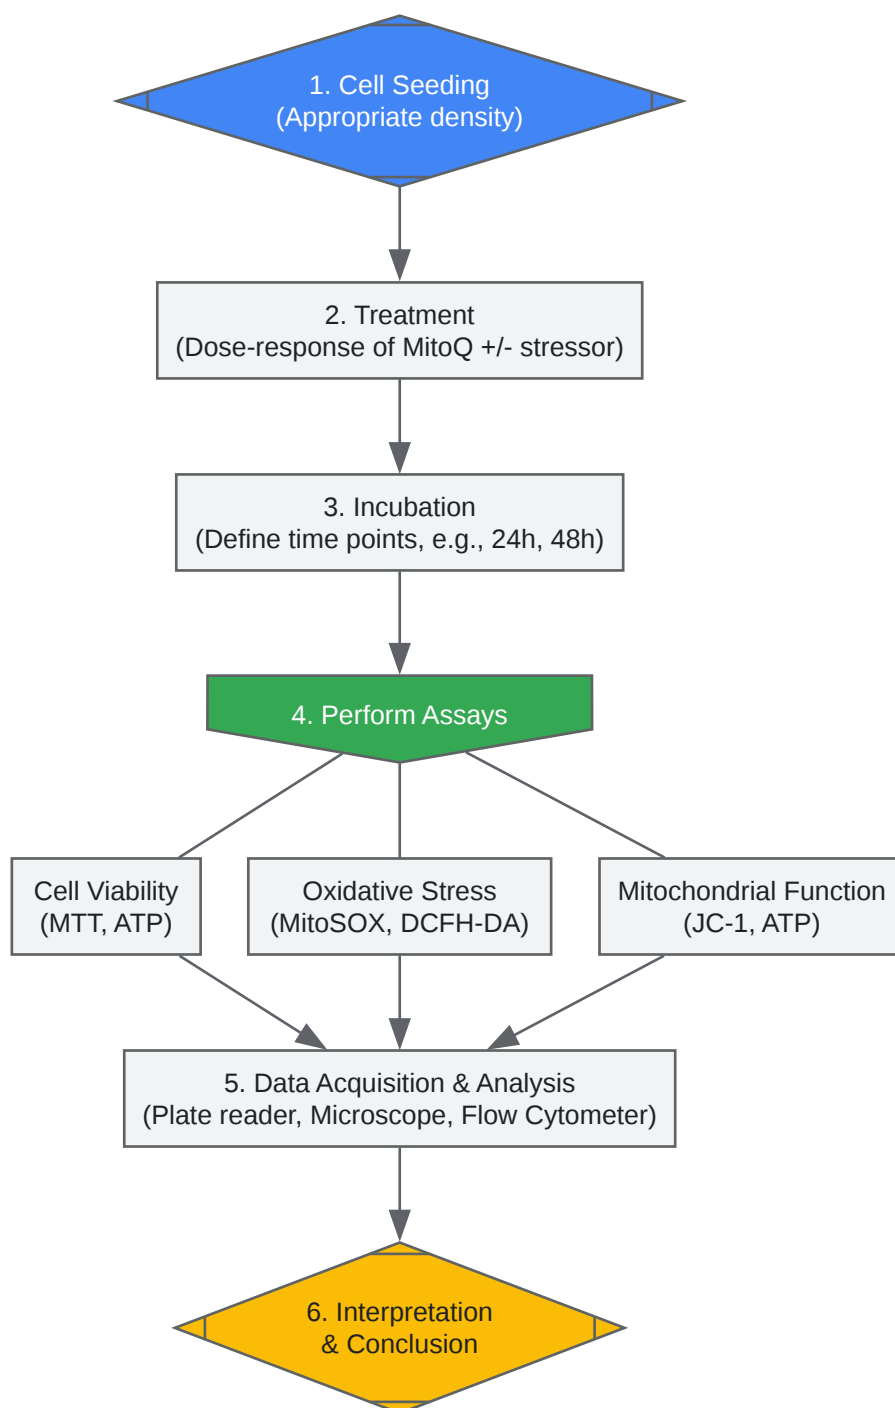 1. Cell Seeding
(Appropriate density)
2. Treatment
(Dose-response of MitoQ +/- stressor)
3. Incubation
(Define time points, e.g., 24h, 48h)
4. Perform Assays
Cell Viability
(MTT, ATP)
Oxidative Stress
(MitoSOX, DCFH-DA)
Mitochondrial Function
(JC-1, ATP)
5. Data Acquisition & Analysis
(Plate reader, Microscope, Flow Cytometer)
6. Interpretation
& Conclusion